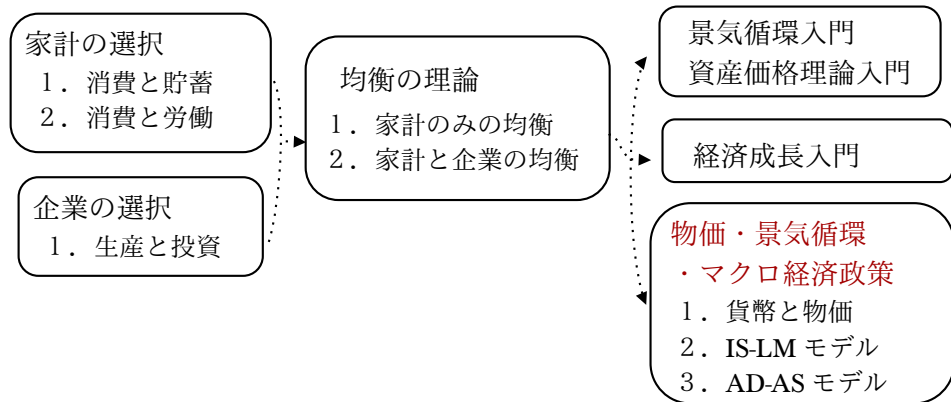 家計の選択
１．消費と貯蓄
２．消費と労働
企業の選択
１．生産と投資
均衡の理論
１．家計のみの均衡
２．家計と企業の均衡
景気循環入門
資産価格理論入門
経済成長入門
物価・景気循環
・マクロ経済政策
１．貨幣と物価
２．IS-LM モデル
３．AD-AS モデル